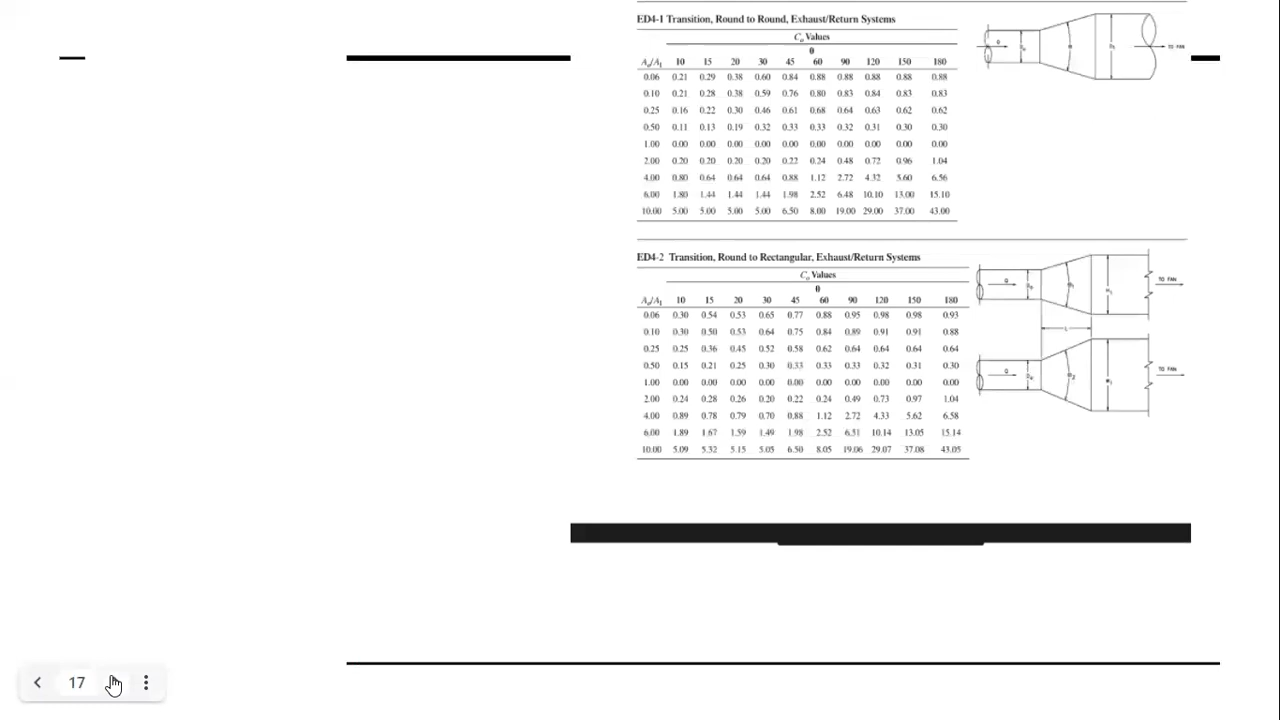 ED4-1 Transition, Round to Round, Exhaust/Return Systems
Co Values
θ
Ao/A1 10 15 20 30 45 60 90 120 150 180
0.06 0.21 0.29 0.38 0.60 0.84 0.88 0.88 0.88 0.88 0.88
0.10 0.21 0.28 0.38 0.59 0.76 0.80 0.83 0.84 0.83 0.83
0.25 0.16 0.22 0.30 0.46 0.61 0.68 0.64 0.63 0.62 0.62
0.50 0.11 0.13 0.19 0.32 0.33 0.33 0.32 0.31 0.30 0.30
1.00 0.00 0.00 0.00 0.00 0.00 0.00 0.00 0.00 0.00 0.00
2.00 0.20 0.20 0.20 0.20 0.22 0.24 0.48 0.72 0.96 1.04
4.00 0.80 0.64 0.64 0.64 0.88 1.12 2.72 4.32 5.60 6.56
6.00 1.80 1.44 1.44 1.44 1.98 2.52 6.48 10.10 13.00 15.10
10.00 5.00 5.00 5.00 5.00 6.50 8.00 19.00 29.00 37.00 43.00
TO FAN
ED4-2 Transition, Round to Rectangular, Exhaust/Return Systems
Co Values
θ
Ao/A1 10 15 20 30 45 60 90 120 150 180
0.06 0.30 0.54 0.53 0.65 0.77 0.88 0.95 0.98 0.98 0.93
0.10 0.30 0.50 0.53 0.64 0.75 0.84 0.89 0.91 0.91 0.88
0.25 0.25 0.36 0.45 0.52 0.58 0.62 0.64 0.64 0.64 0.64
0.50 0.15 0.21 0.25 0.30 0.33 0.33 0.33 0.32 0.31 0.30
1.00 0.00 0.00 0.00 0.00 0.00 0.00 0.00 0.00 0.00 0.00
2.00 0.24 0.28 0.26 0.20 0.22 0.24 0.49 0.73 0.97 1.04
4.00 0.89 0.78 0.79 0.70 0.88 1.12 2.72 4.33 5.62 6.58
6.00 1.89 1.67 1.59 1.49 1.98 2.52 6.51 10.14 13.05 15.14
10.00 5.09 5.32 5.15 5.05 6.50 8.05 19.06 29.07 37.08 43.05
Q
TO FAN
L
Q
TO FAN
17